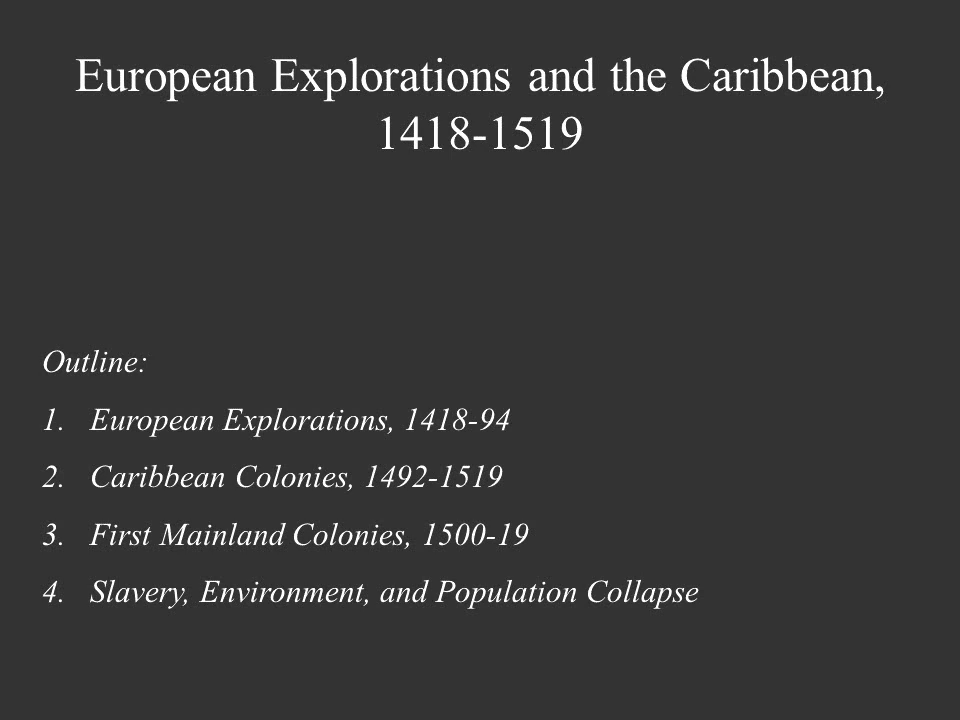 European Explorations and the Caribbean,
1418-1519
Outline:
1. European Explorations, 1418-94
2. Caribbean Colonies, 1492-1519
3. First Mainland Colonies, 1500-19
4. Slavery, Environment, and Population Collapse